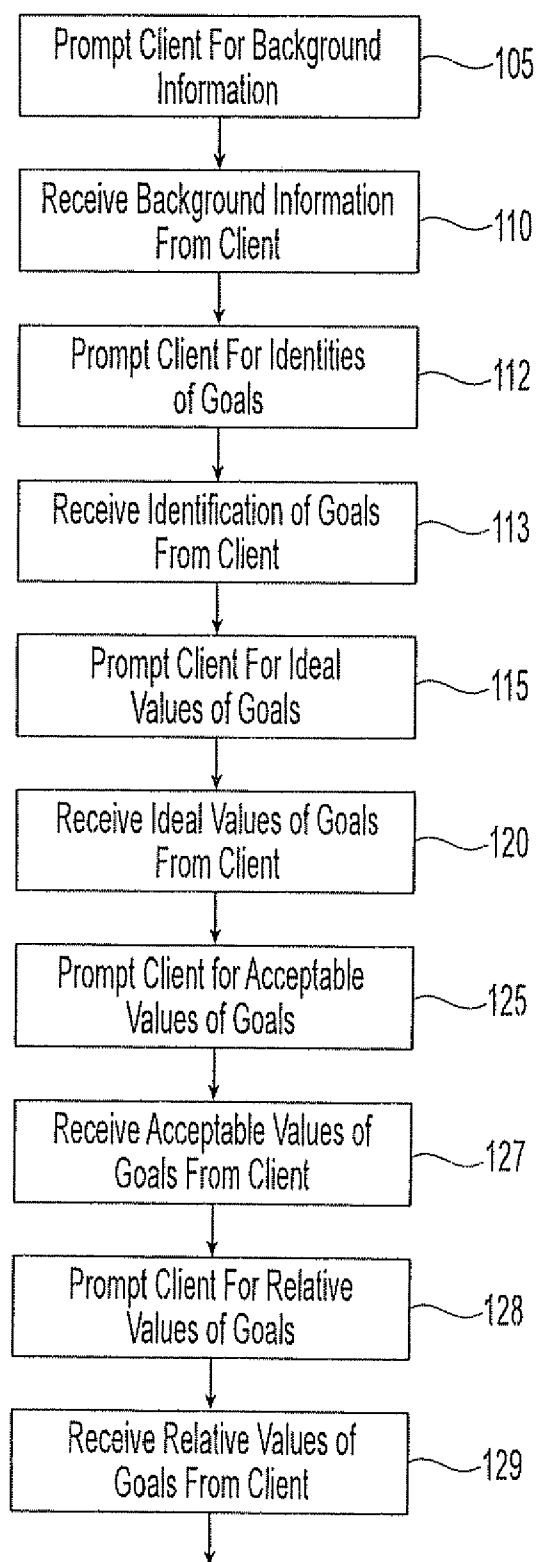 Prompt Client For Background
Information
105
Receive Background Information
From Client
110
Prompt Client For Identities
of Goals
112
Receive Identification of Goals
From Client
113
Prompt Client For Ideal
Values of Goals
115
Receive Ideal Values of Goals
From Client
120
Prompt Client for Acceptable
Values of Goals
125
Receive Acceptable Values of
Goals From Client
127
Prompt Client For Relative
Values of Goals
128
Receive Relative Values of
Goals From Client
129